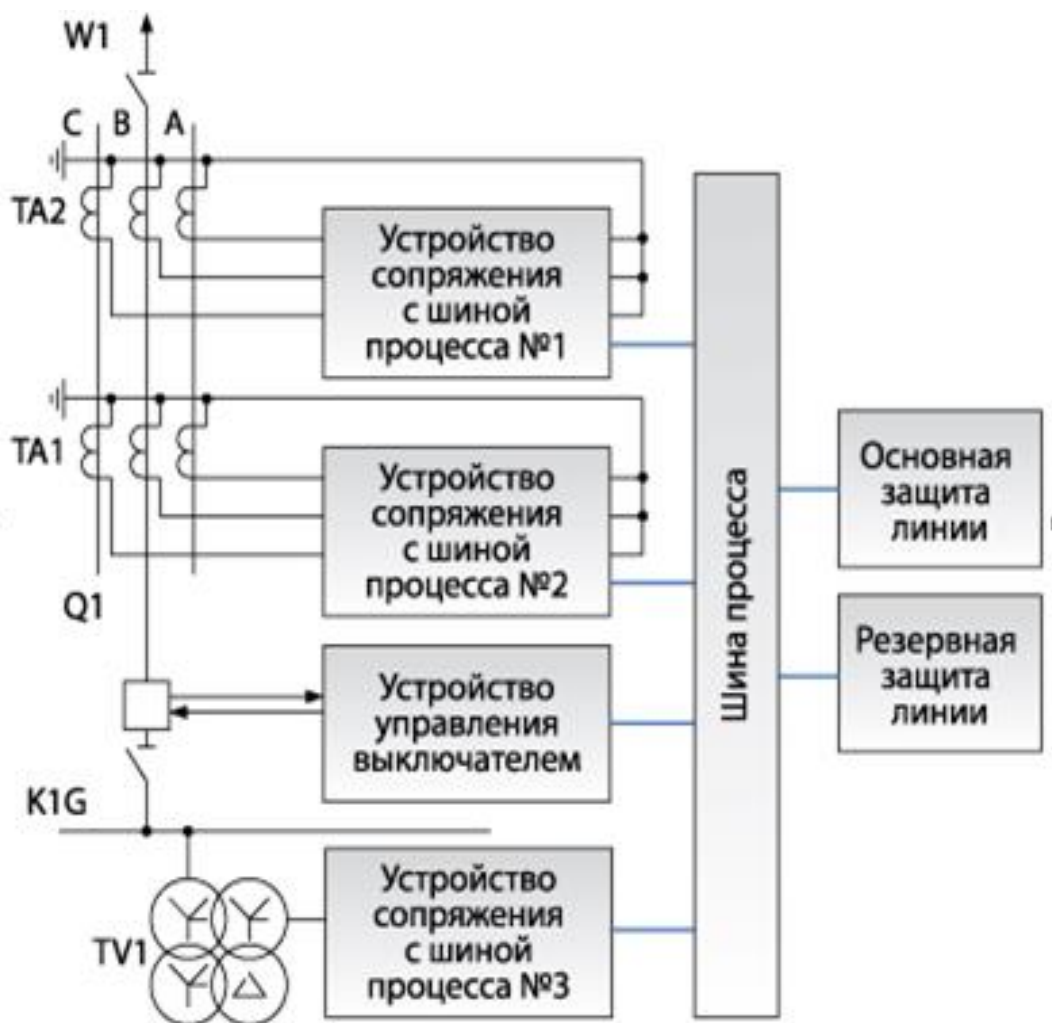 W1
C B A
TA2
Устройство
сопряжения
с шиной
процесса №1
TA1
Устройство
сопряжения
с шиной
процесса №2
Q1
Устройство
управления
выключателем
K1G
TV1
Устройство
сопряжения
с шиной
процесса №3
Шина процесса
Основная
защита
линии
Резервная
защита
линии